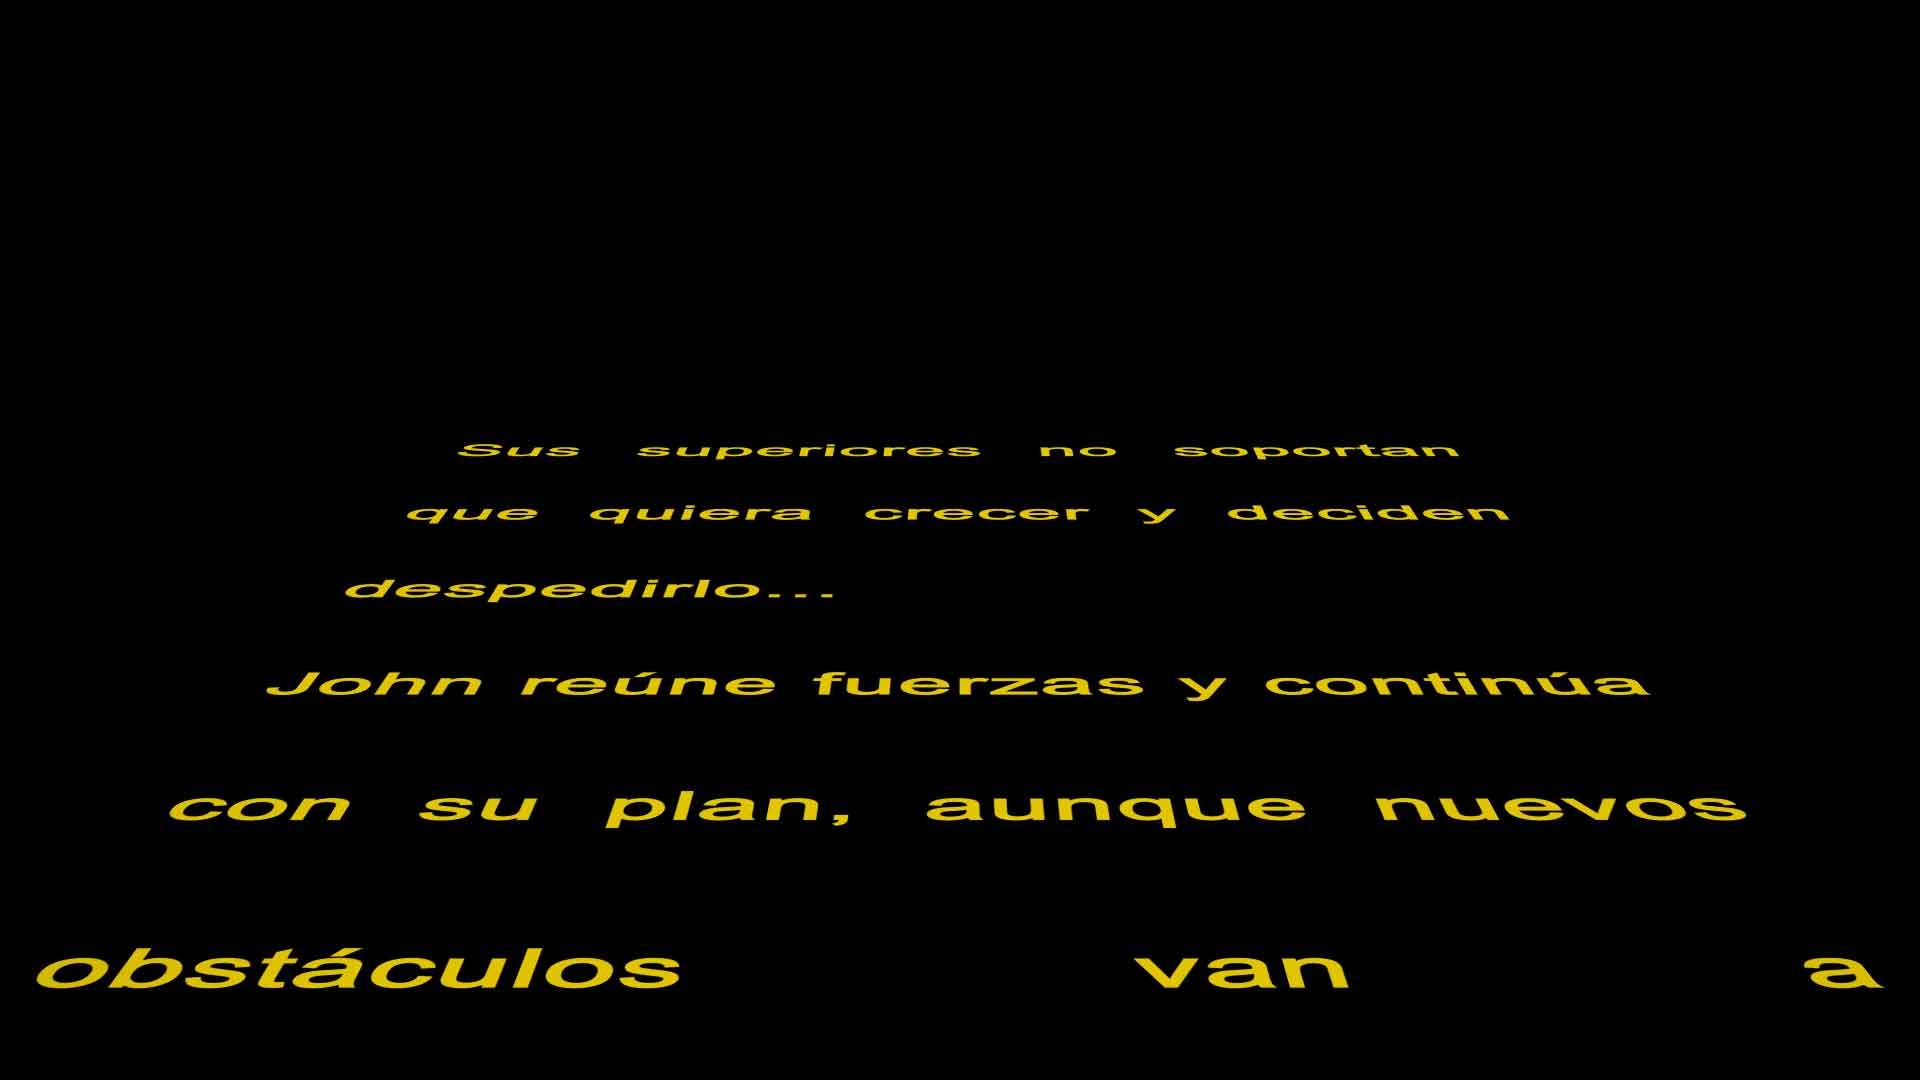 Sus superiores no soportan
que quiera crecer y deciden
despedirlo...
John reúne fuerzas y continúa
con su plan, aunque nuevos
obstáculos van a